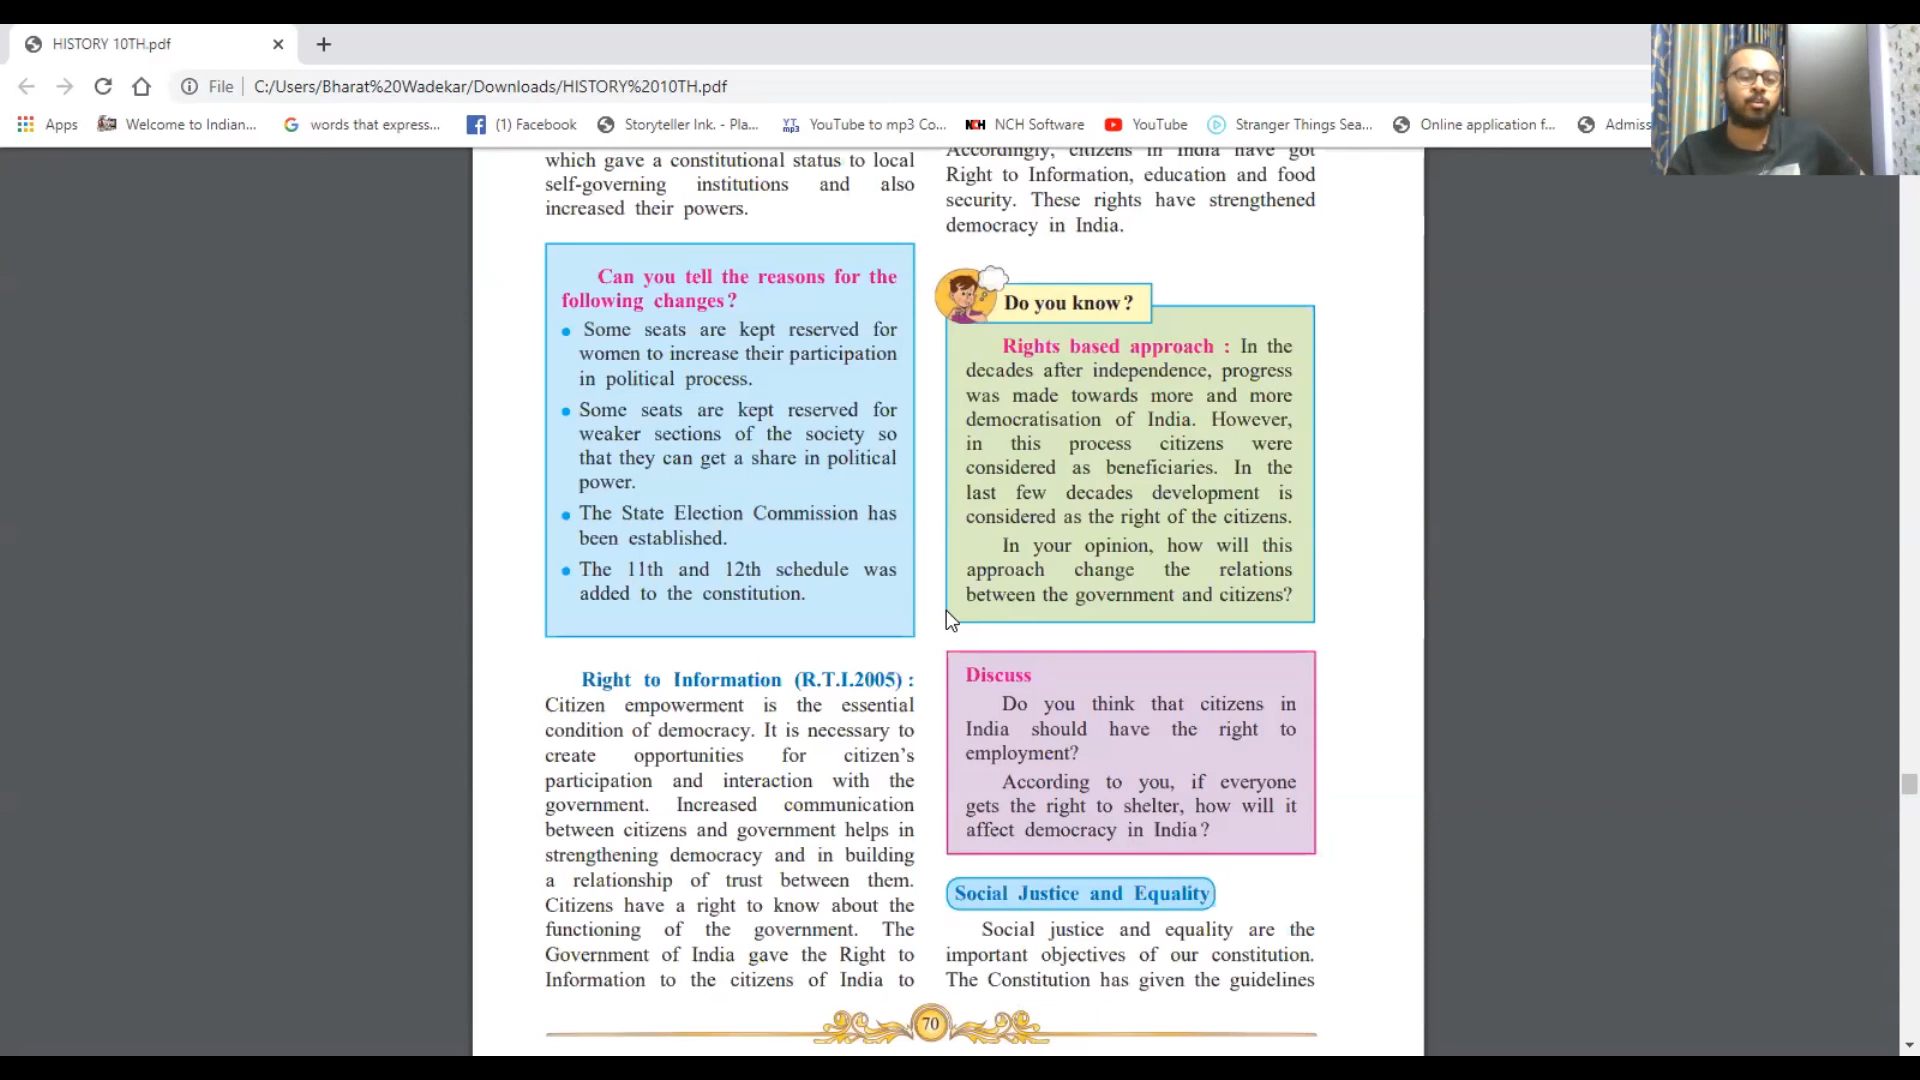 HISTORY 10TH.pdf
File
C:/Users/Bharat%20Wadekar/Downloads/HISTORY%2010TH.pdf
Apps
Welcome to Indian...
words that express...
(1) Facebook
Storyteller Ink. - Pla...
YouTube to mp3 Co...
NCH Software
YouTube
Stranger Things Sea...
Online application f...
Admiss
which gave a constitutional status to local
self-governing institutions and also
increased their powers.
Can you tell the reasons for the
following changes?
• Some seats are kept reserved for
women to increase their participation
in political process.
• Some seats are kept reserved for
weaker sections of the society so
that they can get a share in political
power.
• The State Election Commission has
been established.
• The 11th and 12th schedule was
added to the constitution.
Right to Information (R.T.I.2005) :
Citizen empowerment is the essential
condition of democracy. It is necessary to
create opportunities for citizen's
participation and interaction with the
government. Increased communication
between citizens and government helps in
strengthening democracy and in building
a relationship of trust between them.
Citizens have a right to know about the
functioning of the government. The
Government of India gave the Right to
Information to the citizens of India to
Accordingly, citizens in India have got
Right to Information, education and food
security. These rights have strengthened
democracy in India.
Do you know?
Rights based approach : In the
decades after independence, progress
was made towards more and more
democratisation of India. However,
in this process citizens were
considered as beneficiaries. In the
last few decades development is
considered as the right of the citizens.
In your opinion, how will this
approach change the relations
between the government and citizens?
Discuss
Do you think that citizens in
India should have the right to
employment?
According to you, if everyone
gets the right to shelter, how will it
affect democracy in India?
Social Justice and Equality
Social justice and equality are the
important objectives of our constitution.
The Constitution has given the guidelines
70